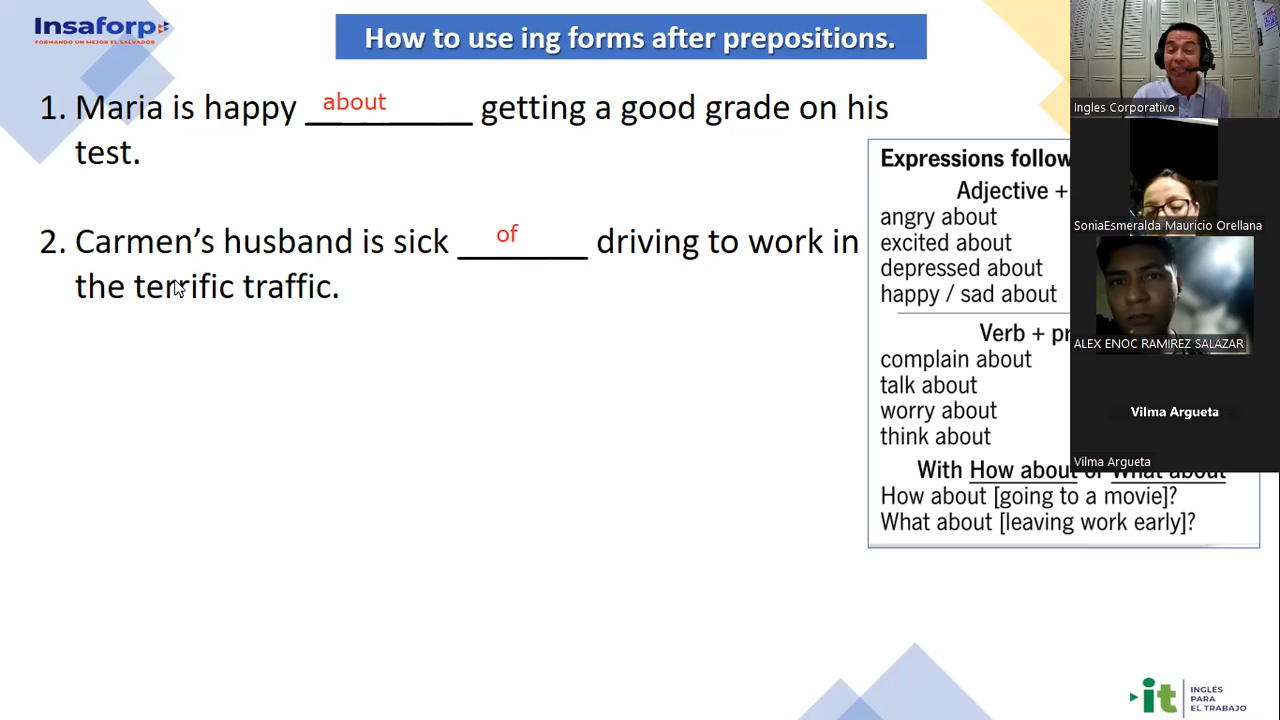 Insaforp
FORMANDO UN MEJOR EL SALVADOR
How to use ing forms after prepositions.
1. Maria is happy __________ getting a good grade on his
about
test.
2. Carmen's husband is sick ________ driving to work in
of
the terrific traffic.
Expressions follow
Adjective +
angry about
excited about
depressed about
happy / sad about
Verb + pr
complain about
talk about
worry about
think about
With How about or What about
How about [going to a movie]?
What about [leaving work early]?
Ingles Corporativo
SoniaEsmeralda Mauricio Orellana
ALEX ENOC RAMIREZ SALAZAR
Vilma Argueta
Vilma Argueta
it
INGLÉS
PARA
EL TRABAJO